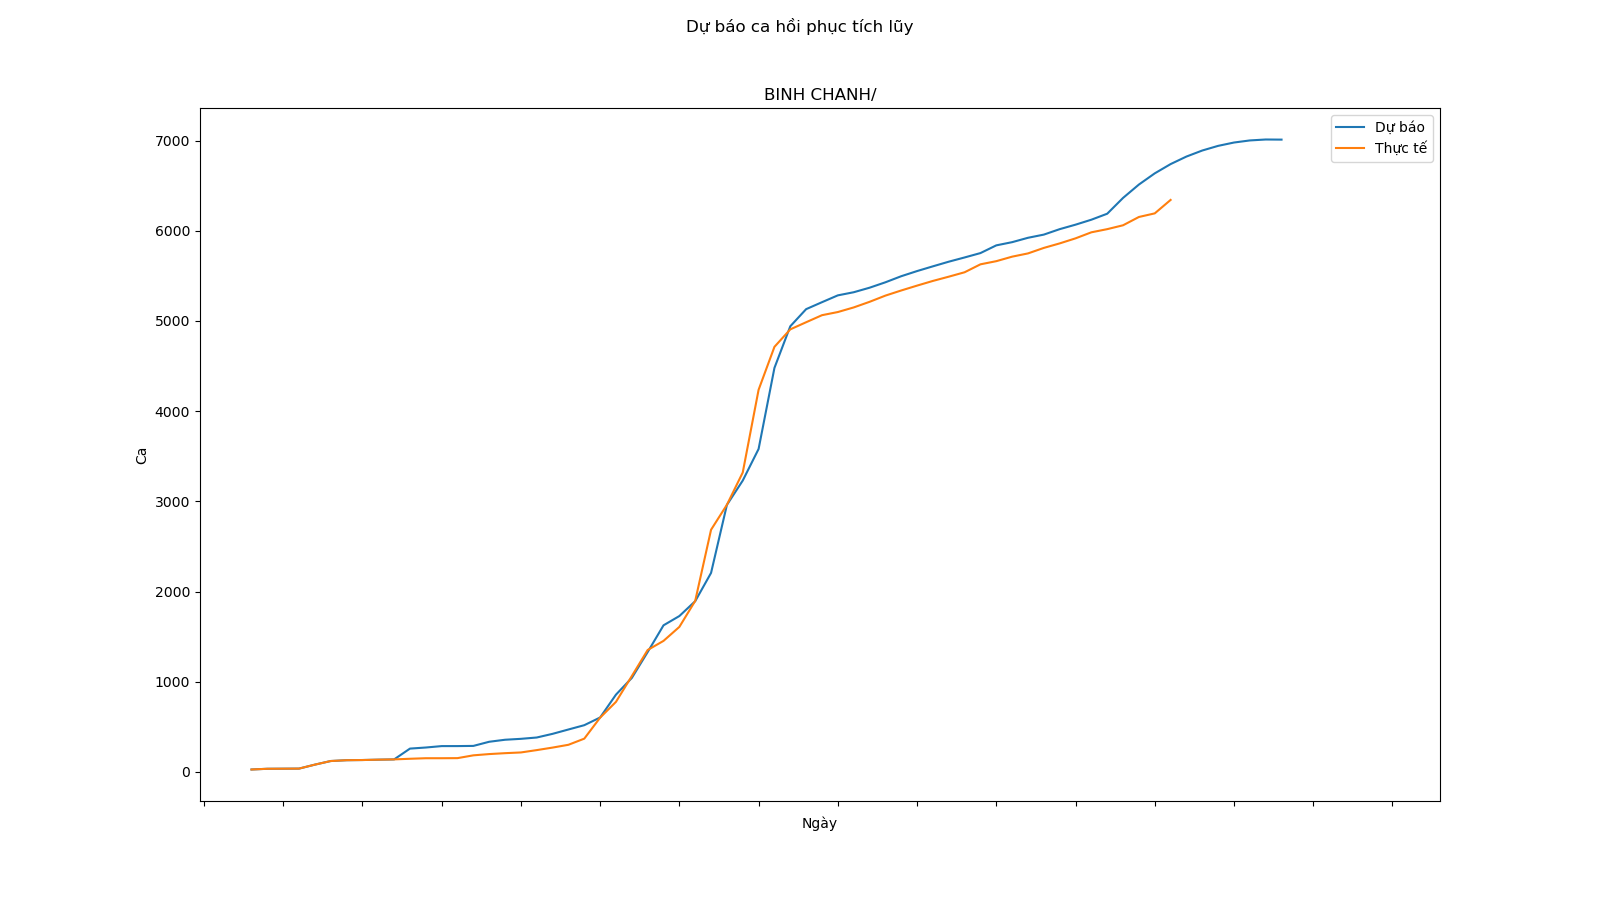 Dự báo ca hồi phục tích lũy
BINH CHANH/
Dự báo
Thực tế
7000
6000
5000
4000
3000
2000
1000
0
Ca
Ngày